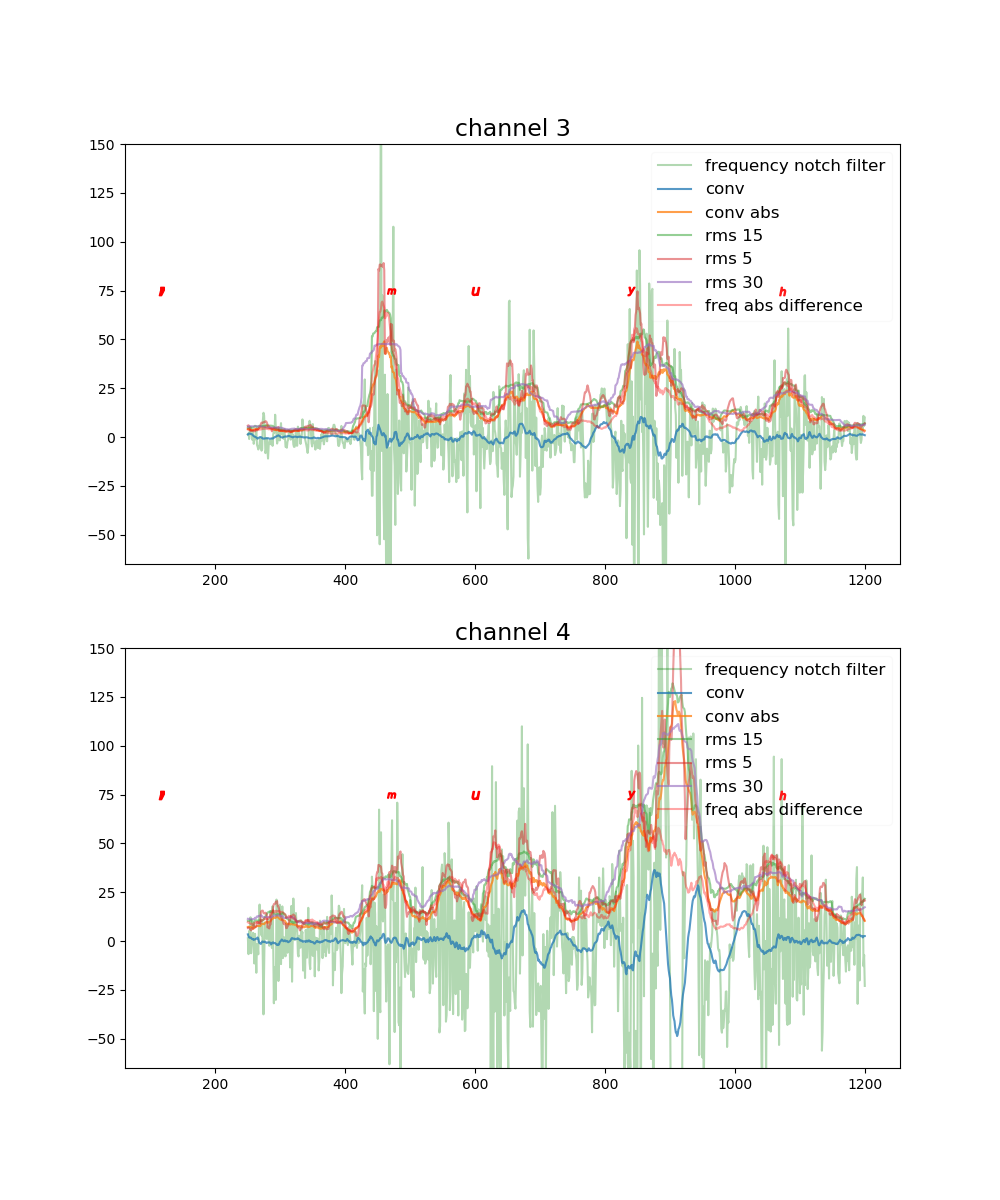 channel 3
150
125
100
75
50
25
0
−25
−50
frequency notch filter
conv
conv abs
rms 15
rms 5
rms 30
freq abs difference
, m u y h
200 400 600 800 1000 1200
channel 4
150
125
100
75
50
25
0
−25
−50
frequency notch filter
conv
conv abs
rms 15
rms 5
rms 30
freq abs difference
, m u y h
200 400 600 800 1000 1200